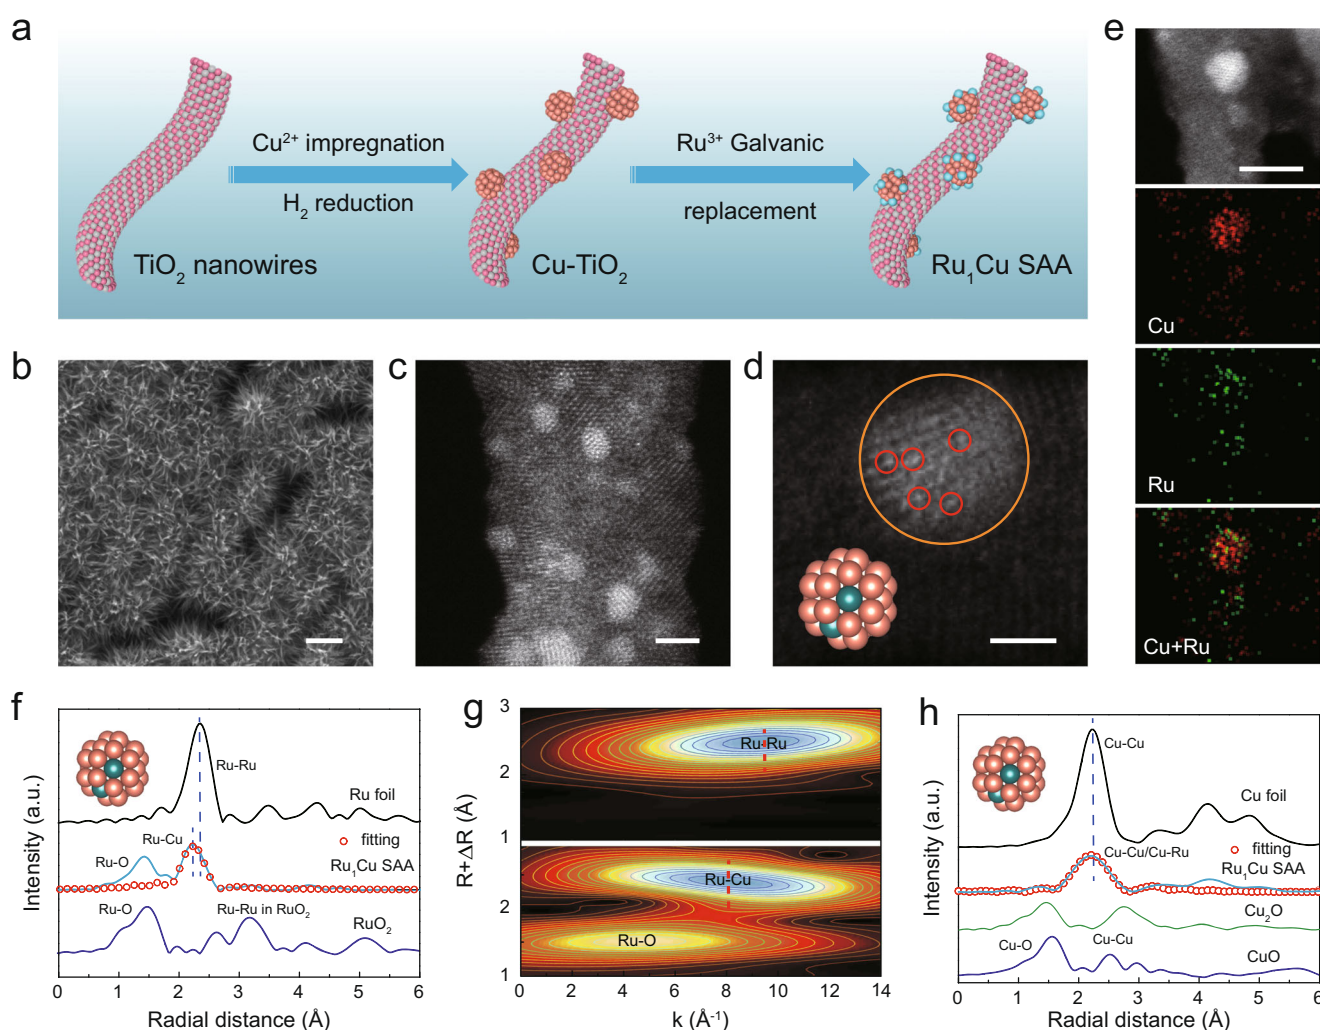 a
Cu²⁺ impregnation
H₂ reduction
Ru³⁺ Galvanic
replacement
TiO₂ nanowires
Cu-TiO₂
Ru₁Cu SAA
e
Cu
Ru
Cu+Ru
b
c
d
f
Intensity (a.u.)
Ru-Ru
Ru foil
Ru-Cu
fitting
Ru-O
Ru₁Cu SAA
Ru-O
Ru-Ru in RuO₂
RuO₂
0 1 2 3 4 5 6
Radial distance (Å)
g
R+ΔR (Å)
3
2
1
2
1
Ru-Ru
Ru-Cu
Ru-O
0 2 4 6 8 10 12 14
k (Å⁻¹)
h
Intensity (a.u.)
Cu-Cu
Cu foil
Cu-Cu/Cu-Ru
fitting
Ru₁Cu SAA
Cu₂O
Cu-O
Cu-Cu
CuO
0 1 2 3 4 5 6
Radial distance (Å)